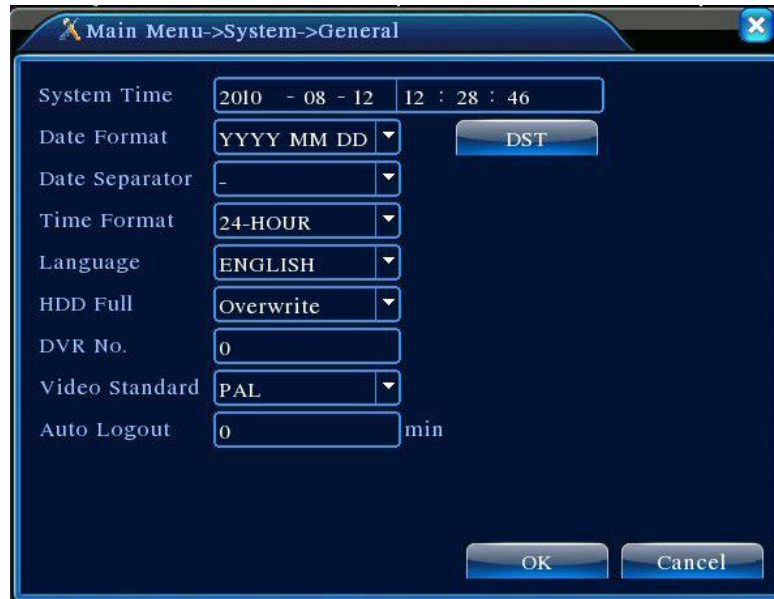 Main Menu->System->General
System Time 2010 - 08 - 12 12 : 28 : 46
Date Format YYYY MM DD DST
Date Separator -
Time Format 24-HOUR
Language ENGLISH
HDD Full Overwrite
DVR No. 0
Video Standard PAL
Auto Logout 0 min
OK Cancel